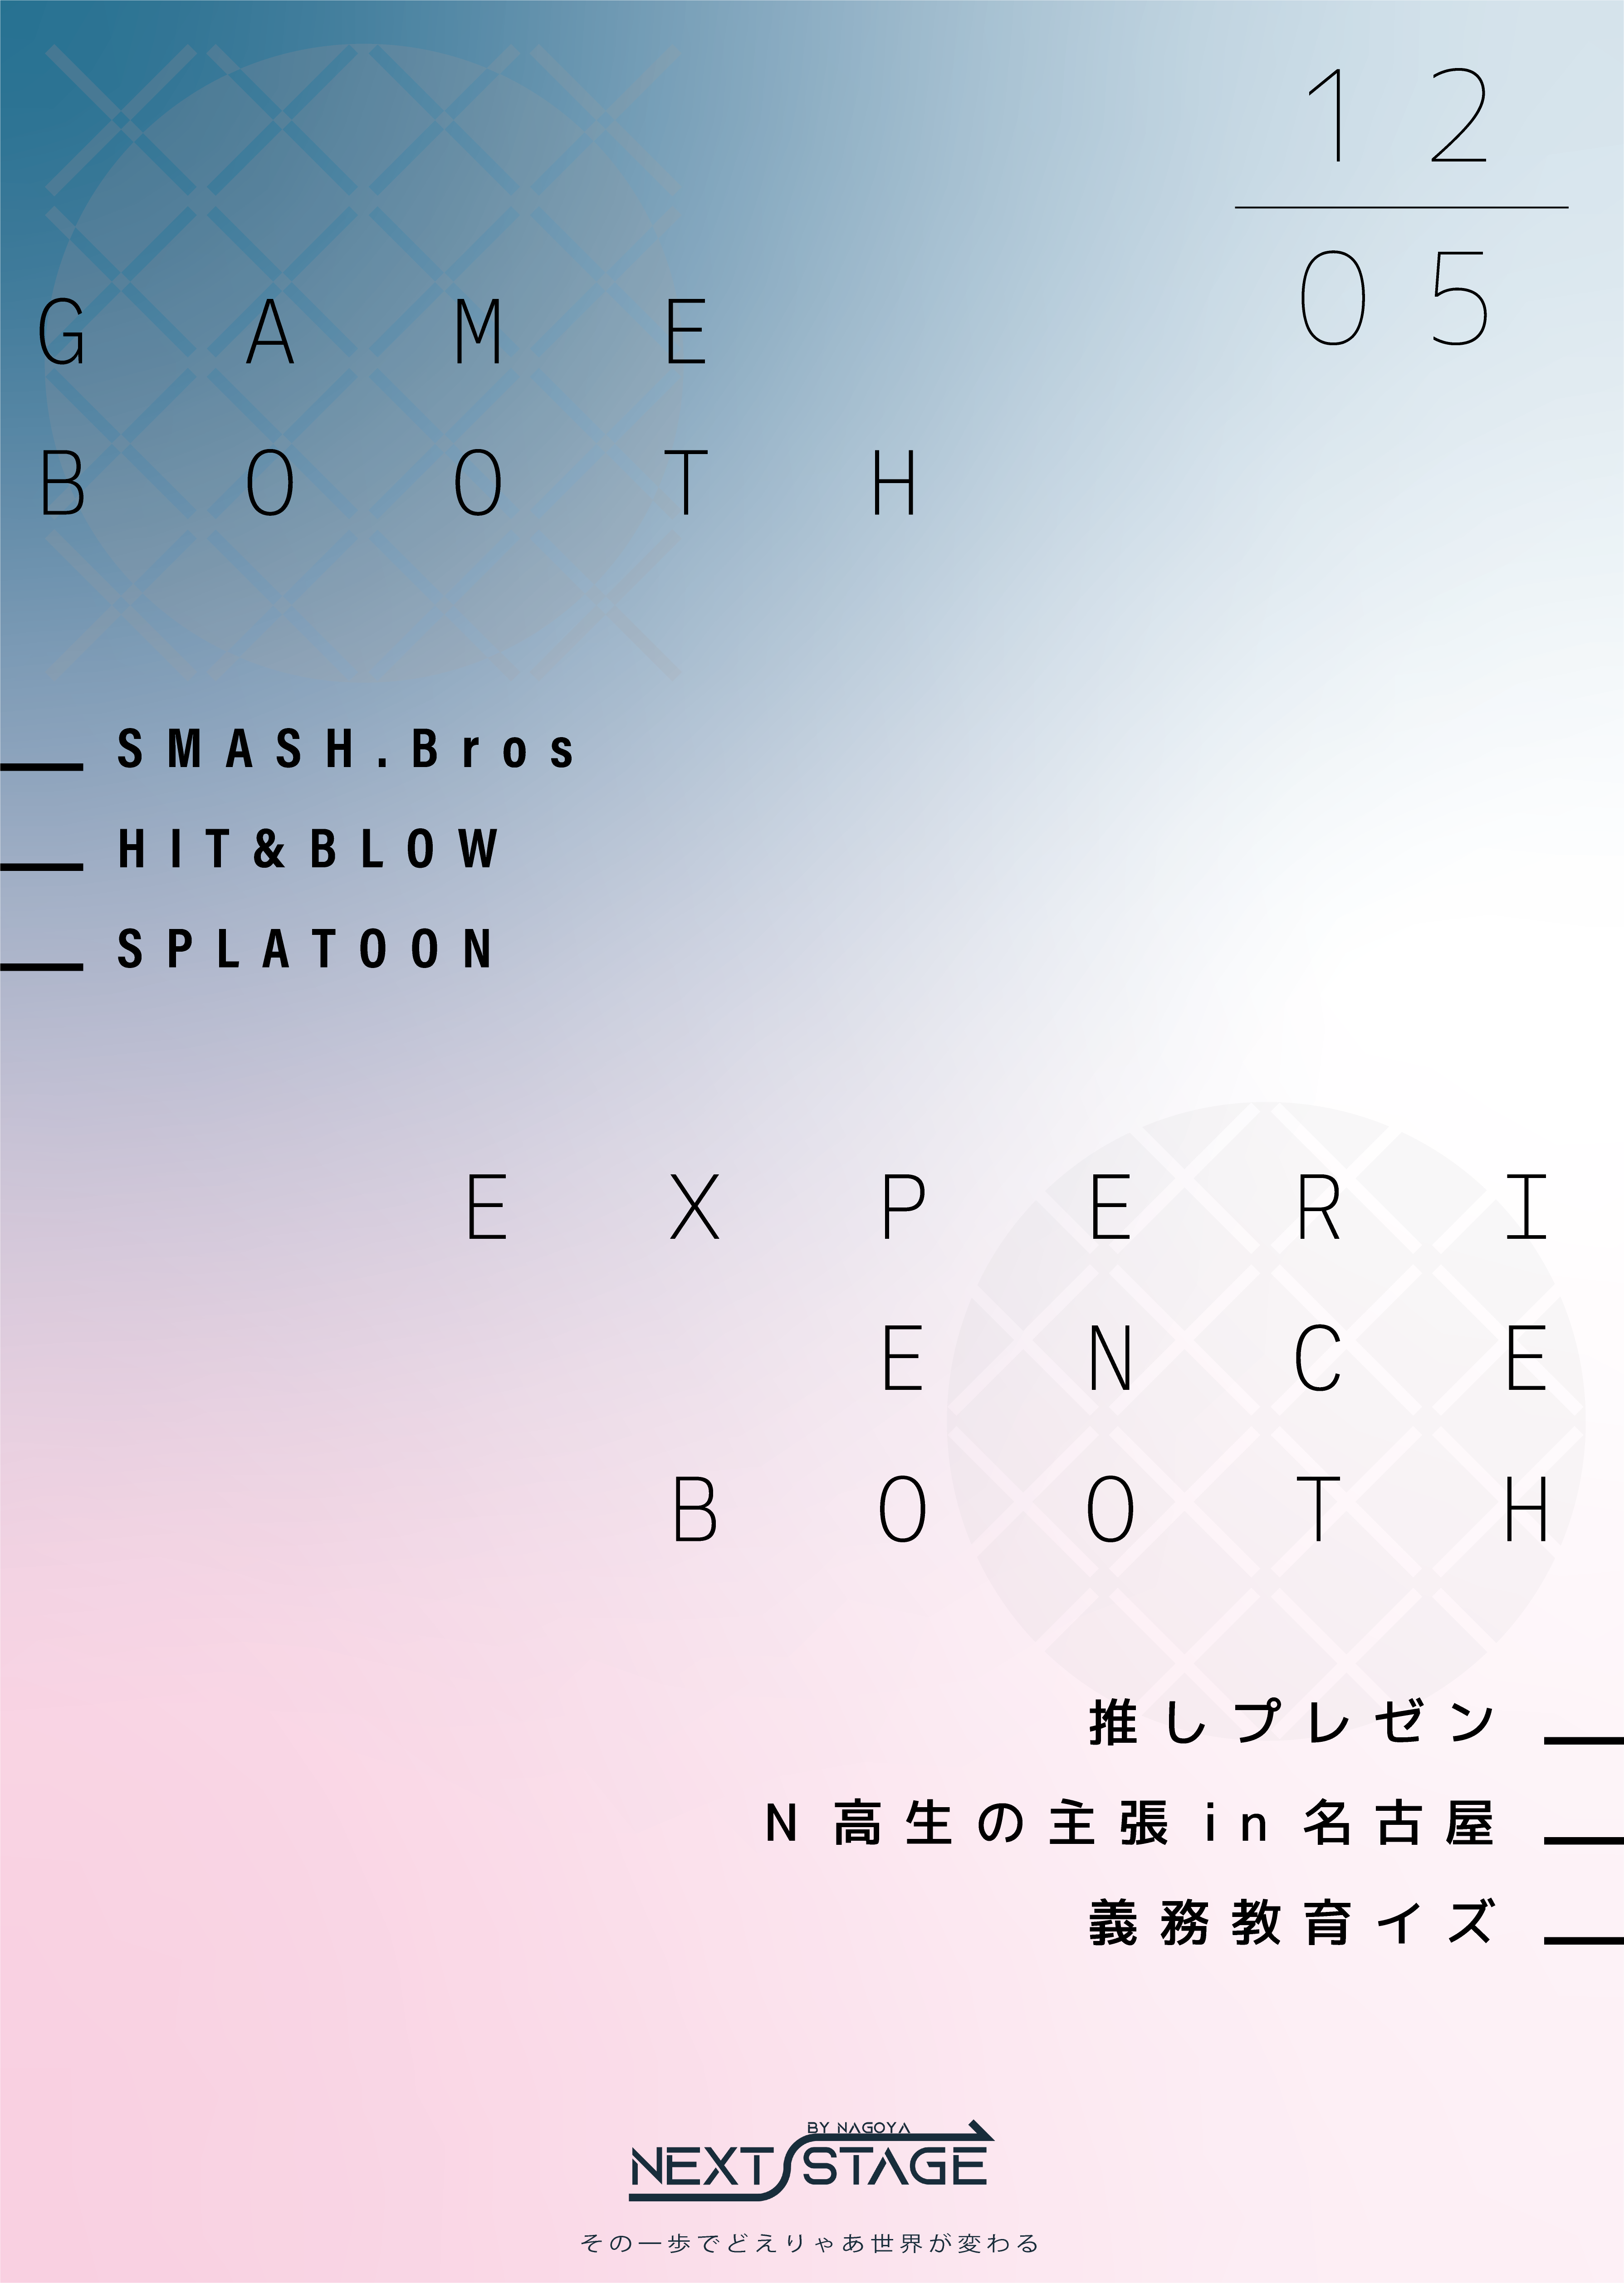 12
05
GAME
BOOTH
SMASH.Bros
HIT&BLOW
SPLATOON
EXPERI
ENCE
BOOTH
推しプレゼン
N高生の主張in名古屋
義務教育イズ
BY NAGOYA
NEXT STAGE
その一歩でどえりゃあ世界が変わる